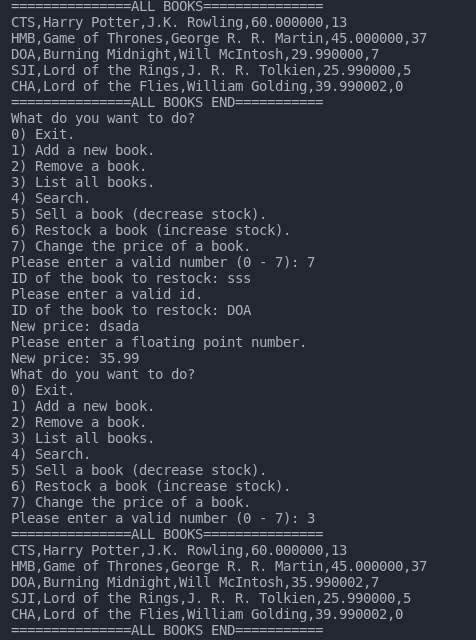 ===============ALL BOOKS===============
CTS,Harry Potter,J.K. Rowling,60.000000,13
HMB,Game of Thrones,George R. R. Martin,45.000000,37
DOA,Burning Midnight,Will McIntosh,29.990000,7
SJI,Lord of the Rings,J. R. R. Tolkien,25.990000,5
CHA,Lord of the Flies,William Golding,39.990002,0
===============ALL BOOKS END===========
What do you want to do?
0) Exit.
1) Add a new book.
2) Remove a book.
3) List all books.
4) Search.
5) Sell a book (decrease stock).
6) Restock a book (increase stock).
7) Change the price of a book.
Please enter a valid number (0 - 7): 7
ID of the book to restock: sss
Please enter a valid id.
ID of the book to restock: DOA
New price: dsada
Please enter a floating point number.
New price: 35.99
What do you want to do?
0) Exit.
1) Add a new book.
2) Remove a book.
3) List all books.
4) Search.
5) Sell a book (decrease stock).
6) Restock a book (increase stock).
7) Change the price of a book.
Please enter a valid number (0 - 7): 3
===============ALL BOOKS===============
CTS,Harry Potter,J.K. Rowling,60.000000,13
HMB,Game of Thrones,George R. R. Martin,45.000000,37
DOA,Burning Midnight,Will McIntosh,35.990002,7
SJI,Lord of the Rings,J. R. R. Tolkien,25.990000,5
CHA,Lord of the Flies,William Golding,39.990002,0
===============ALL BOOKS END===========